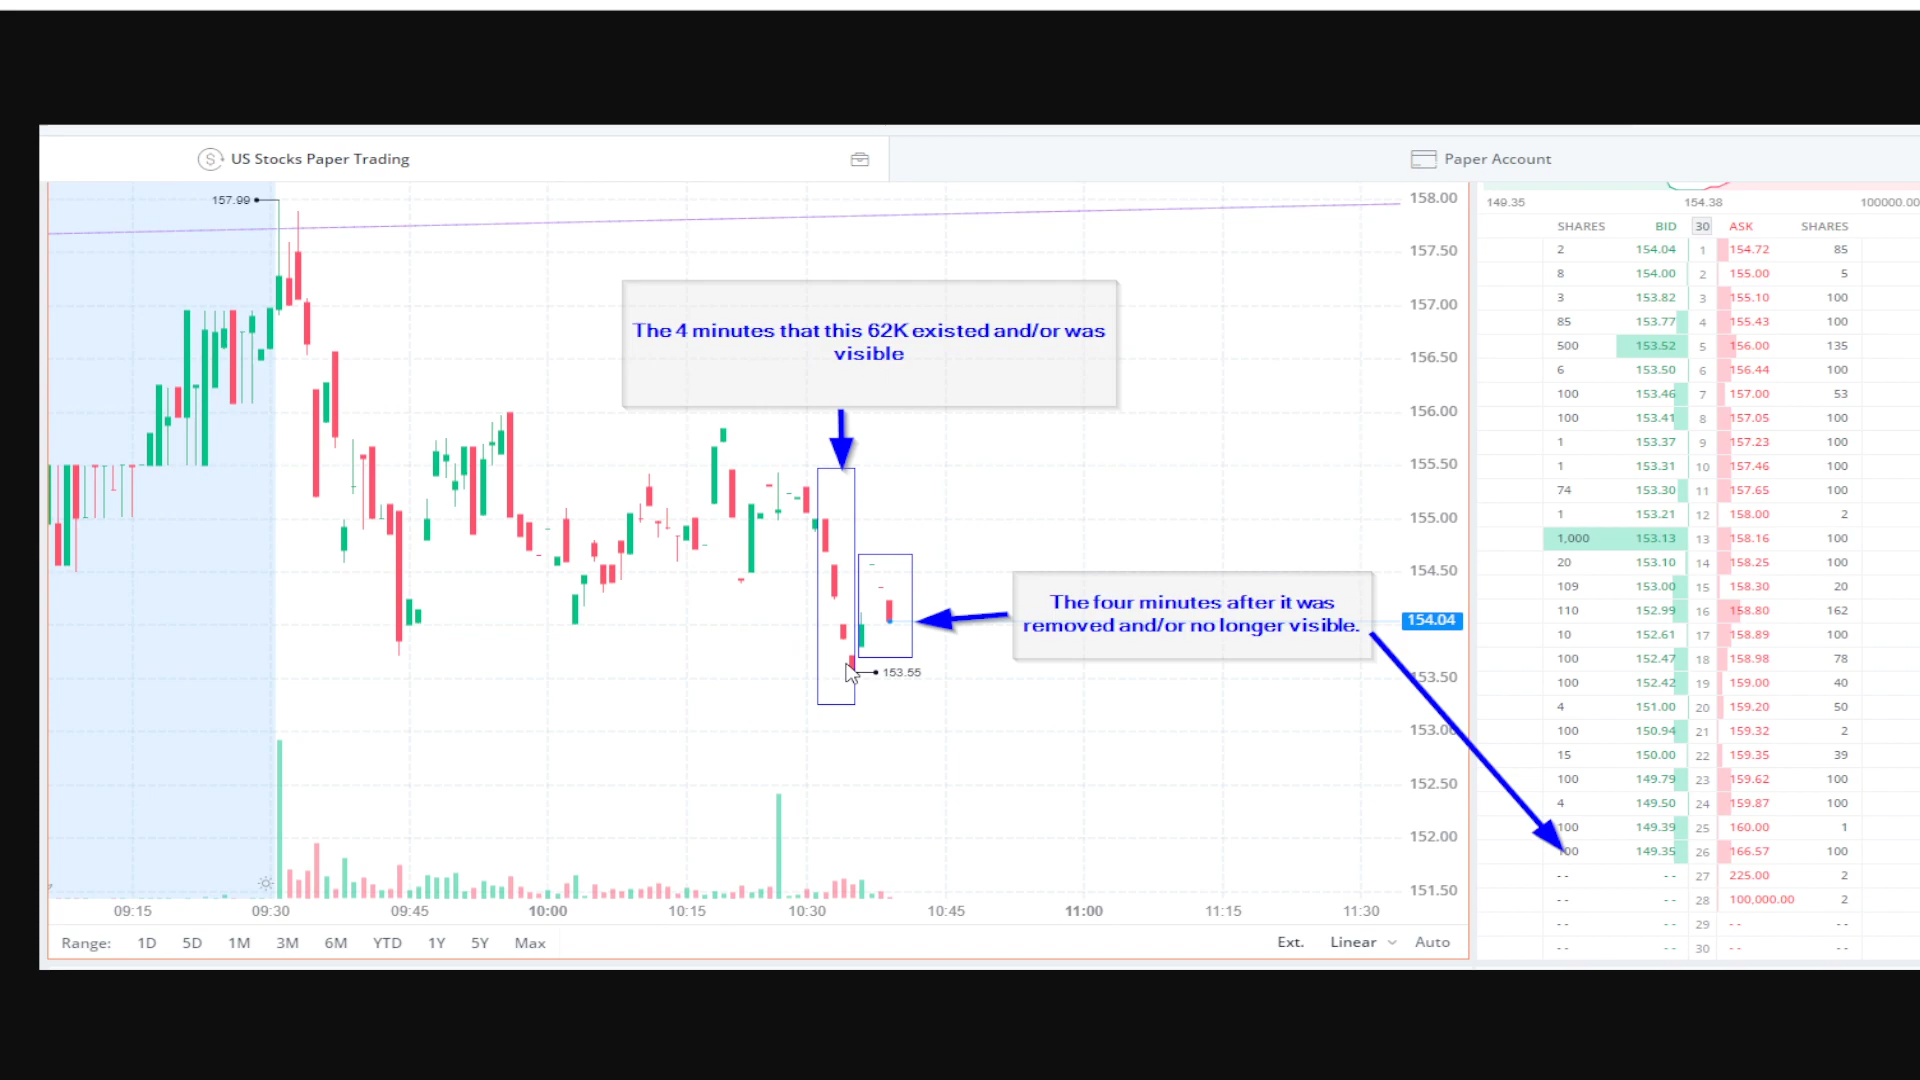 US Stocks Paper Trading
Paper Account
157.99
The 4 minutes that this 62K existed and/or was
visible
The four minutes after it was
removed and/or no longer visible.
153.55
158.00
157.50
157.00
156.50
156.00
155.50
155.00
154.50
154.04
153.50
153.00
152.50
152.00
151.50
09:15 09:30 09:45 10:00 10:15 10:30 10:45 11:00 11:15 11:30
Range: 1D 5D 1M 3M 6M YTD 1Y 5Y Max Ext. Linear Auto
149.35 154.38 100000.00
SHARES BID 30 ASK SHARES
2 154.04 1 154.72 85
8 154.00 2 155.00 5
3 153.82 3 155.10 100
85 153.77 4 155.43 100
500 153.52 5 156.00 135
6 153.50 6 156.44 100
100 153.46 7 157.00 53
100 153.41 8 157.05 100
1 153.37 9 157.23 100
1 153.31 10 157.46 100
74 153.30 11 157.65 100
1 153.21 12 158.00 2
1,000 153.13 13 158.16 100
20 153.10 14 158.25 100
109 153.00 15 158.30 20
110 152.99 16 158.80 162
10 152.61 17 158.89 100
100 152.47 18 158.98 78
100 152.42 19 159.00 40
4 151.00 20 159.20 50
100 150.94 21 159.32 2
15 150.00 22 159.35 39
100 149.79 23 159.62 100
4 149.50 24 159.87 100
100 149.39 25 160.00 1
100 149.35 26 166.57 100
-- -- 27 225.00 2
-- -- 28 100,000.00 2
-- -- 29 -- --
-- -- 30 -- --